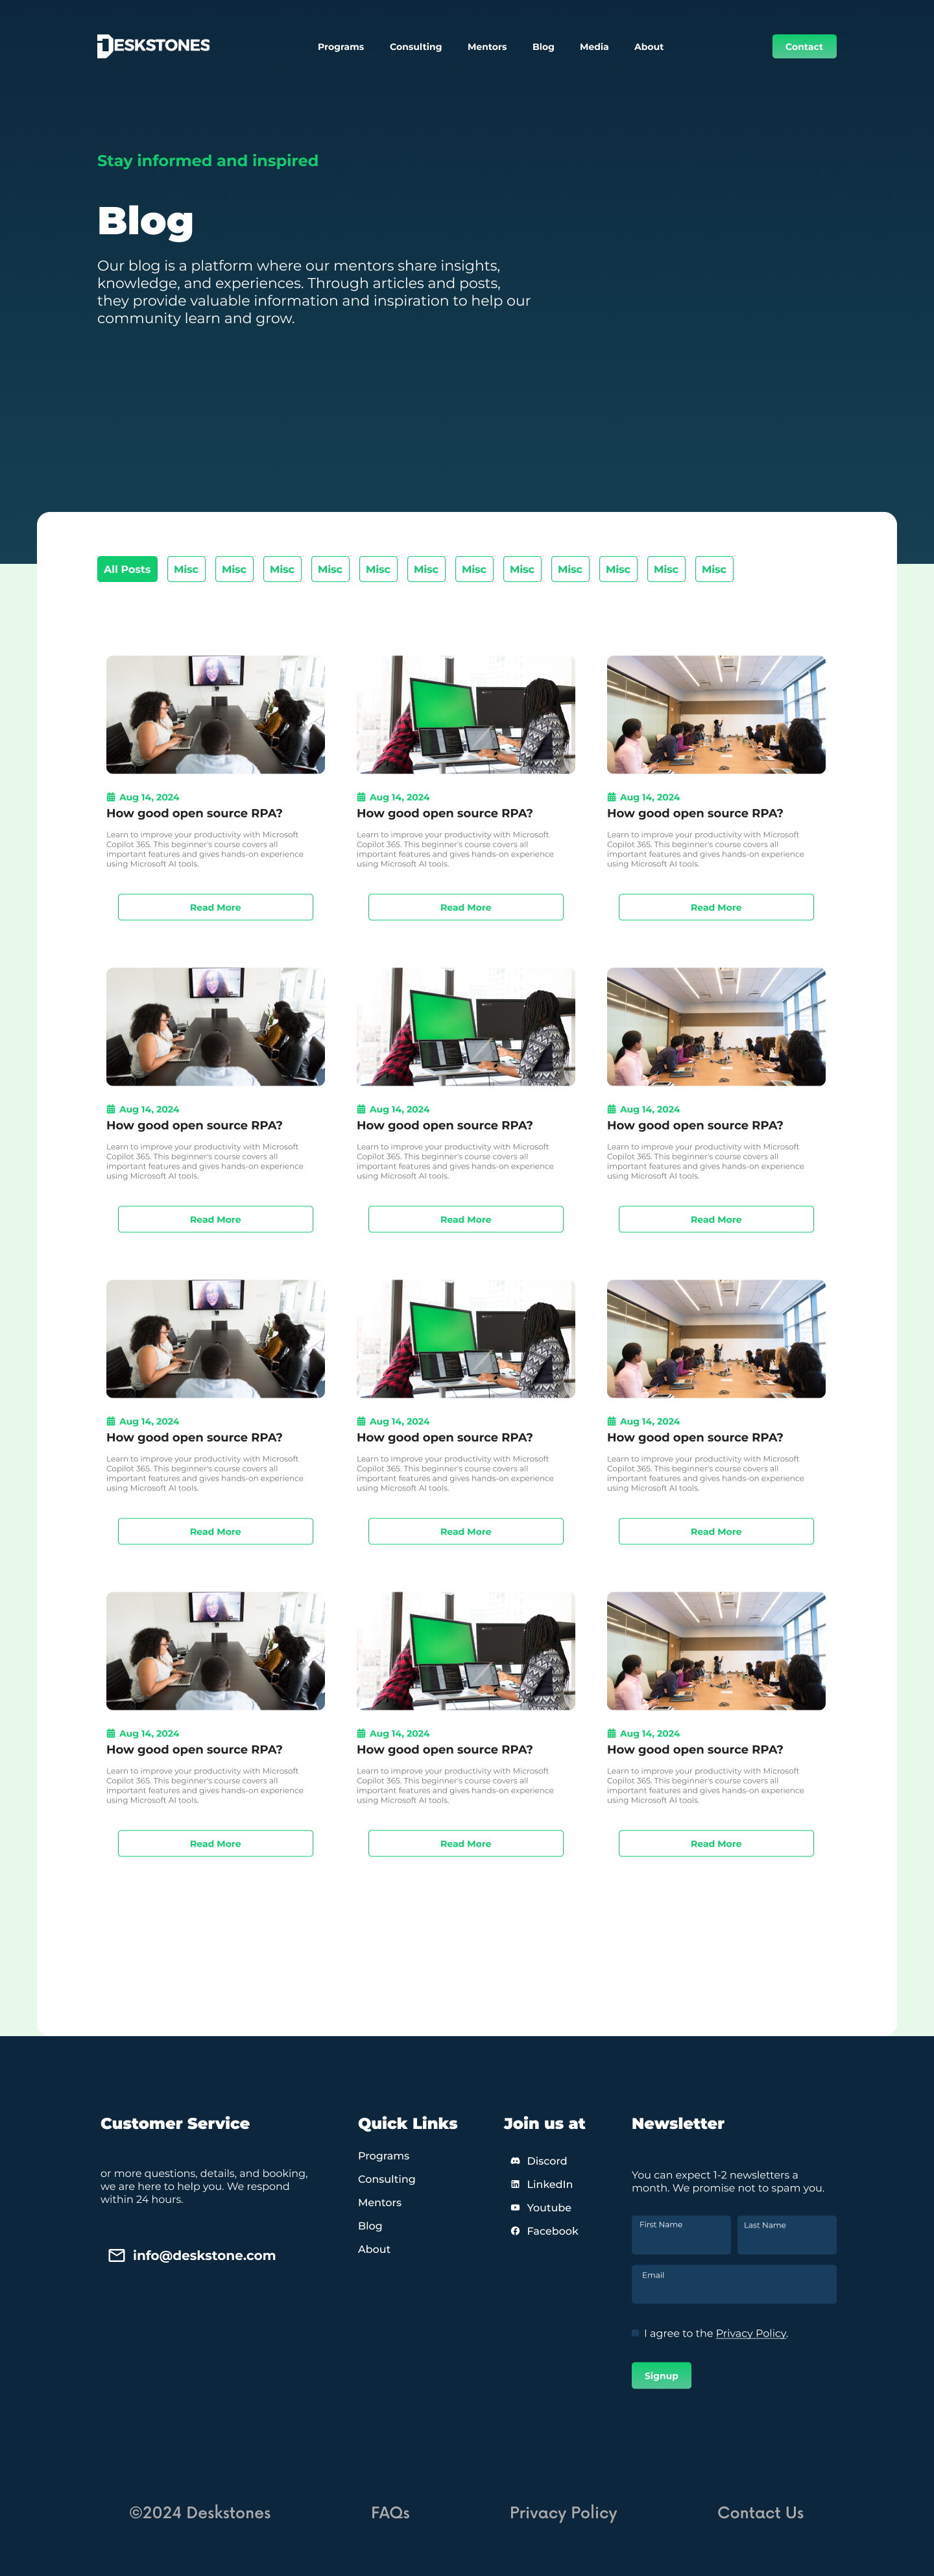 DESKSTONES
Programs Consulting Mentors Blog Media About
Contact
Stay informed and inspired
Blog
Our blog is a platform where our mentors share insights,
knowledge, and experiences. Through articles and posts,
they provide valuable information and inspiration to help our
community learn and grow.
All Posts Misc Misc Misc Misc Misc Misc Misc Misc Misc Misc Misc Misc
Aug 14, 2024
How good open source RPA?
Learn to improve your productivity with Microsoft
Copilot 365. This beginner's course covers all
important features and gives hands-on experience
using Microsoft AI tools.
Read More
Aug 14, 2024
How good open source RPA?
Learn to improve your productivity with Microsoft
Copilot 365. This beginner's course covers all
important features and gives hands-on experience
using Microsoft AI tools.
Read More
Aug 14, 2024
How good open source RPA?
Learn to improve your productivity with Microsoft
Copilot 365. This beginner's course covers all
important features and gives hands-on experience
using Microsoft AI tools.
Read More
Aug 14, 2024
How good open source RPA?
Learn to improve your productivity with Microsoft
Copilot 365. This beginner's course covers all
important features and gives hands-on experience
using Microsoft AI tools.
Read More
Aug 14, 2024
How good open source RPA?
Learn to improve your productivity with Microsoft
Copilot 365. This beginner's course covers all
important features and gives hands-on experience
using Microsoft AI tools.
Read More
Aug 14, 2024
How good open source RPA?
Learn to improve your productivity with Microsoft
Copilot 365. This beginner's course covers all
important features and gives hands-on experience
using Microsoft AI tools.
Read More
Aug 14, 2024
How good open source RPA?
Learn to improve your productivity with Microsoft
Copilot 365. This beginner's course covers all
important features and gives hands-on experience
using Microsoft AI tools.
Read More
Aug 14, 2024
How good open source RPA?
Learn to improve your productivity with Microsoft
Copilot 365. This beginner's course covers all
important features and gives hands-on experience
using Microsoft AI tools.
Read More
Aug 14, 2024
How good open source RPA?
Learn to improve your productivity with Microsoft
Copilot 365. This beginner's course covers all
important features and gives hands-on experience
using Microsoft AI tools.
Read More
Aug 14, 2024
How good open source RPA?
Learn to improve your productivity with Microsoft
Copilot 365. This beginner's course covers all
important features and gives hands-on experience
using Microsoft AI tools.
Read More
Aug 14, 2024
How good open source RPA?
Learn to improve your productivity with Microsoft
Copilot 365. This beginner's course covers all
important features and gives hands-on experience
using Microsoft AI tools.
Read More
Aug 14, 2024
How good open source RPA?
Learn to improve your productivity with Microsoft
Copilot 365. This beginner's course covers all
important features and gives hands-on experience
using Microsoft AI tools.
Read More
Customer Service
or more questions, details, and booking,
we are here to help you. We respond
within 24 hours.
info@deskstone.com
Quick Links
Programs
Consulting
Mentors
Blog
About
Join us at
Discord
LinkedIn
Youtube
Facebook
Newsletter
You can expect 1-2 newsletters a
month. We promise not to spam you.
First Name Last Name
Email
I agree to the Privacy Policy.
Signup
©2024 Deskstones FAQs Privacy Policy Contact Us